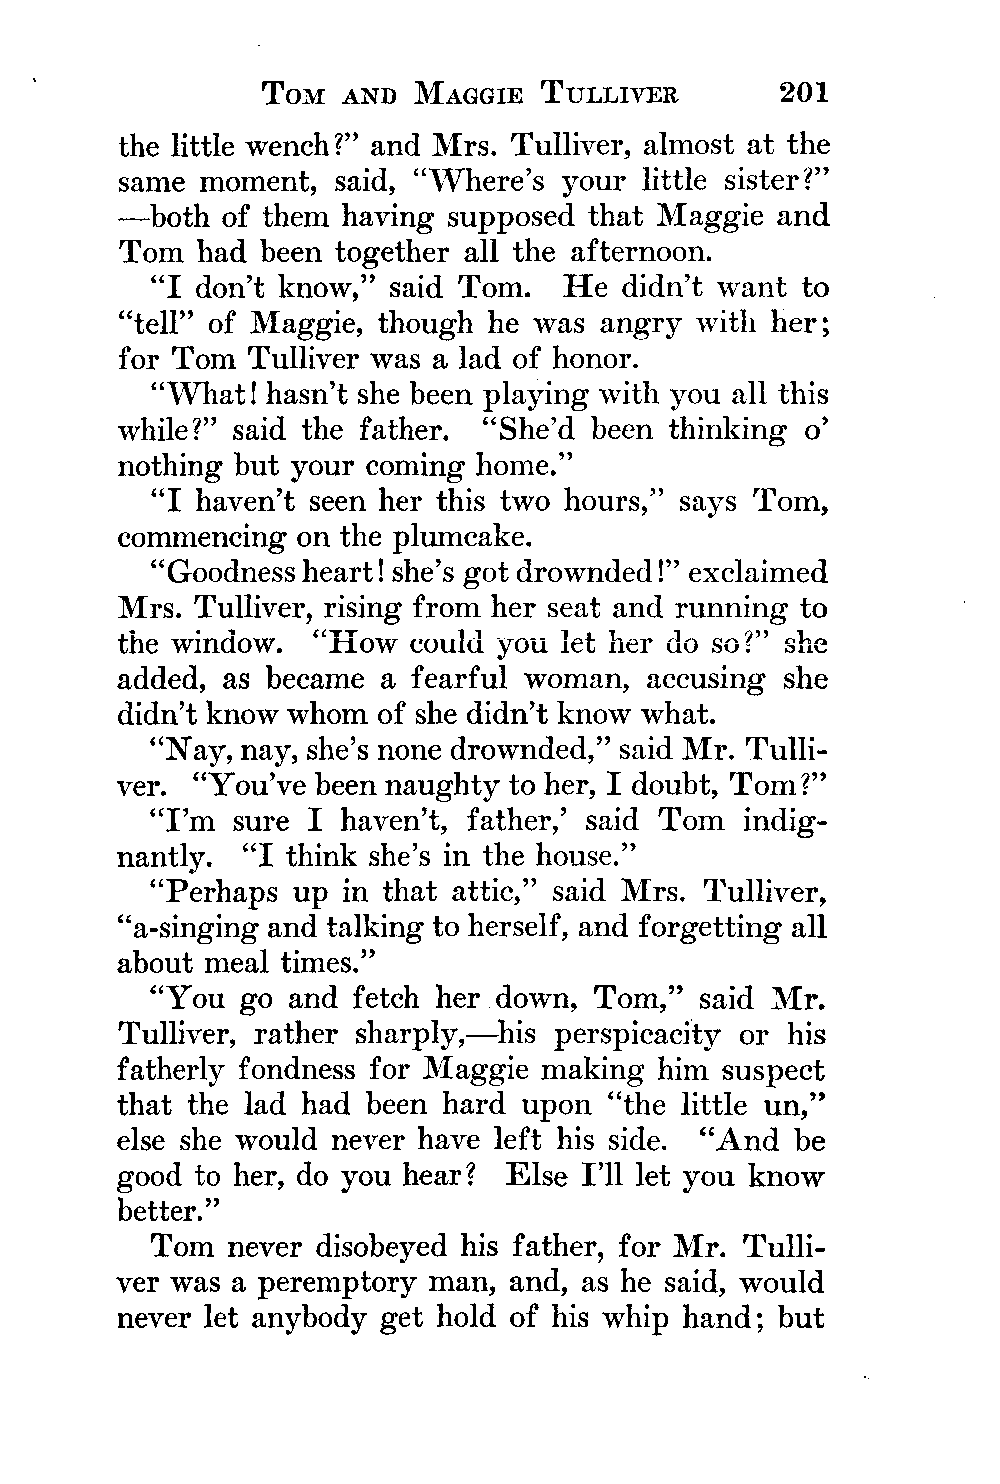 TOM AND MAGGIE TULLIVER 201
the little wench?” and Mrs. Tulliver, almost at the
same moment, said, “Where’s your little sister?”
—both of them having supposed that Maggie and
Tom had been together all the afternoon.
“I don’t know,” said Tom. He didn’t want to
“tell” of Maggie, though he was angry with her;
for Tom Tulliver was a lad of honor.
“What! hasn’t she been playing with you all this
while?” said the father. “She’d been thinking o’
nothing but your coming home.”
“I haven’t seen her this two hours,” says Tom,
commencing on the plumcake.
“Goodness heart! she’s got drownded!” exclaimed
Mrs. Tulliver, rising from her seat and running to
the window. “How could you let her do so?” she
added, as became a fearful woman, accusing she
didn’t know whom of she didn’t know what.
“Nay, nay, she’s none drownded,” said Mr. Tulli-
ver. “You’ve been naughty to her, I doubt, Tom?”
“I’m sure I haven’t, father,’ said Tom indig-
nantly. “I think she’s in the house.”
“Perhaps up in that attic,” said Mrs. Tulliver,
“a-singing and talking to herself, and forgetting all
about meal times.”
“You go and fetch her down, Tom,” said Mr.
Tulliver, rather sharply,—his perspicacity or his
fatherly fondness for Maggie making him suspect
that the lad had been hard upon “the little un,”
else she would never have left his side. “And be
good to her, do you hear? Else I’ll let you know
better.”
Tom never disobeyed his father, for Mr. Tulli-
ver was a peremptory man, and, as he said, would
never let anybody get hold of his whip hand; but